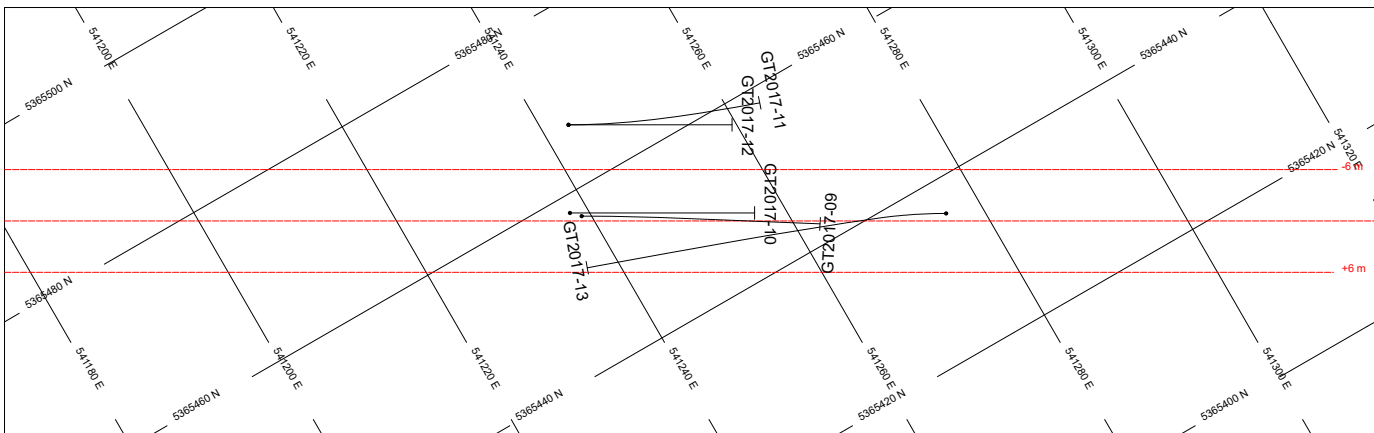 541200 E
541220 E
541240 E
541260 E
541280 E
541300 E
541320 E
5365500 N
5365480 N
5365460 N
5365440 N
5365420 N
GT2017-11
GT2017-12
GT2017-10
GT2017-09
GT2017-13
-6 m
+6 m
5365480 N
5365460 N
5365440 N
5365420 N
5365400 N
541180 E
541200 E
541220 E
541240 E
541260 E
541280 E
541300 E